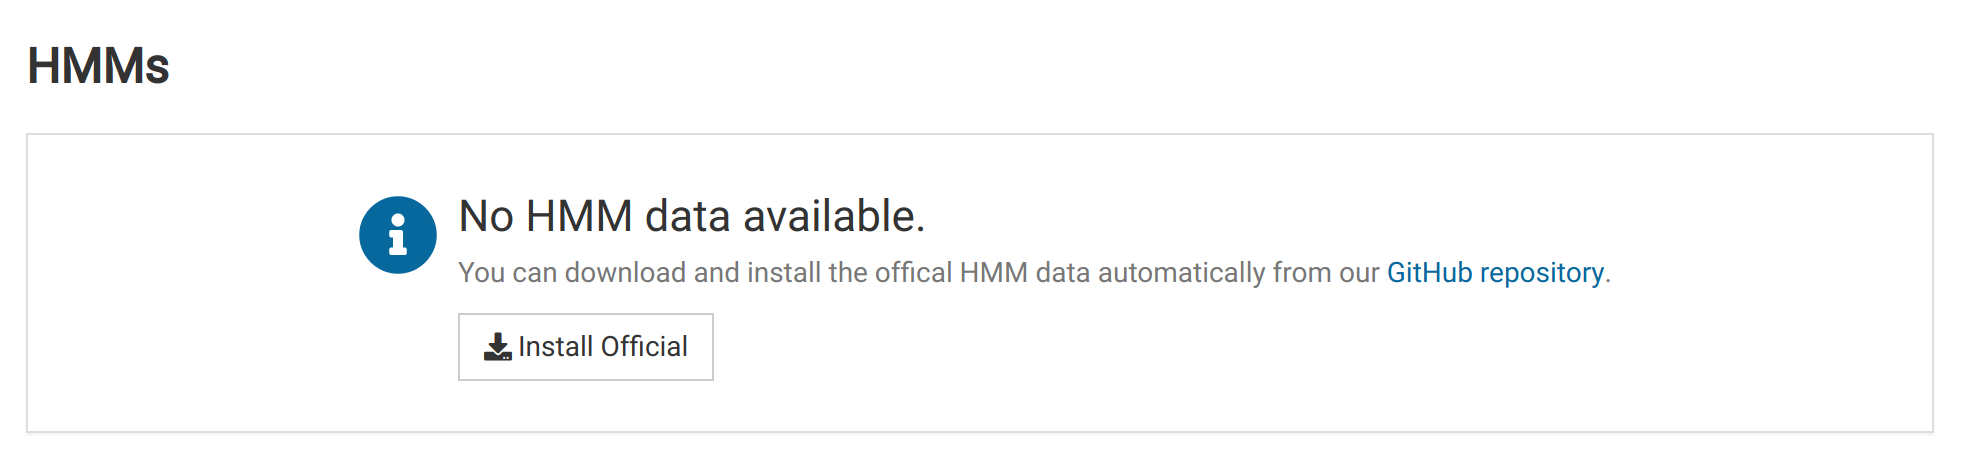 HMMs
No HMM data available.
You can download and install the offical HMM data automatically from our GitHub repository.
Install Official